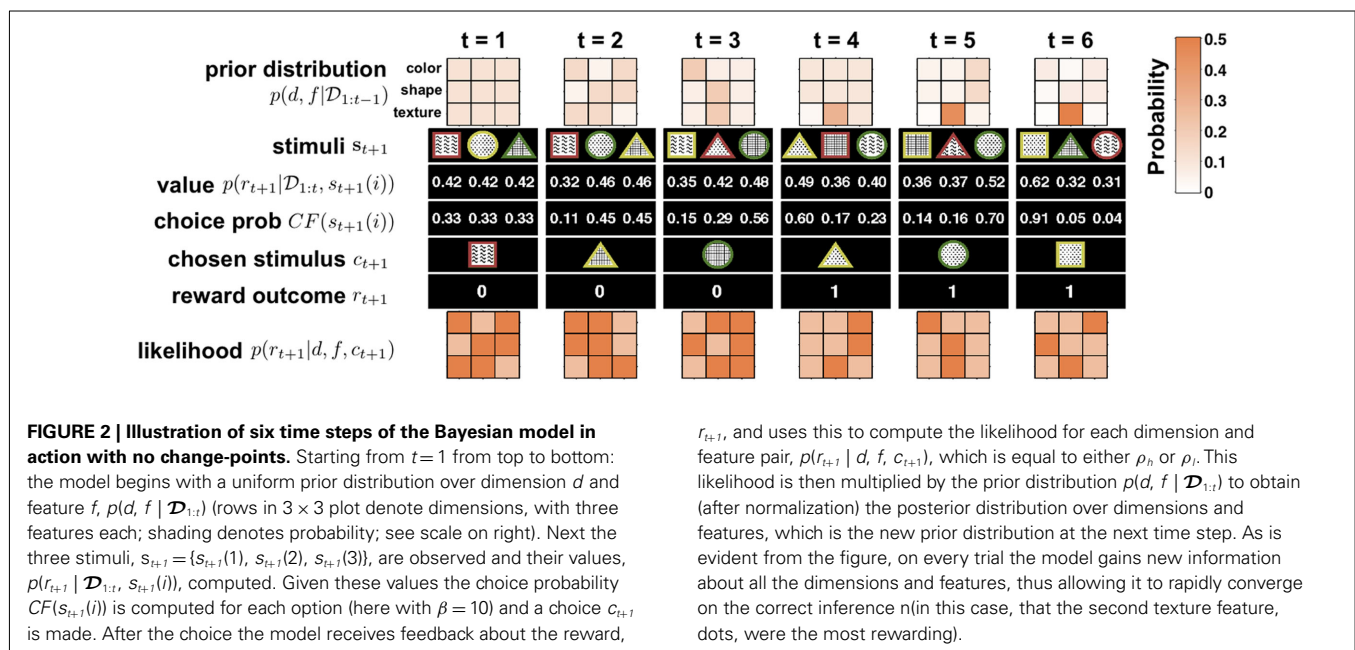 t = 1 t = 2 t = 3 t = 4 t = 5 t = 6
prior distribution
p(d, f|𝒟₁:ₜ₋₁)
color
shape
texture
stimuli sₜ₊₁
value p(rₜ₊₁|𝒟₁:ₜ, sₜ₊₁(i))
0.42 0.42 0.42 0.32 0.46 0.46 0.35 0.42 0.48 0.49 0.36 0.40 0.36 0.37 0.52 0.62 0.32 0.31
choice prob CF(sₜ₊₁(i))
0.33 0.33 0.33 0.11 0.45 0.45 0.15 0.29 0.56 0.60 0.17 0.23 0.14 0.16 0.70 0.91 0.05 0.04
chosen stimulus cₜ₊₁
reward outcome rₜ₊₁
0 0 0 1 1 1
likelihood p(rₜ₊₁|d, f, cₜ₊₁)
Probability
0.5
0.4
0.3
0.2
0.1
0
FIGURE 2 | Illustration of six time steps of the Bayesian model in
action with no change-points. Starting from t = 1 from top to bottom:
the model begins with a uniform prior distribution over dimension d and
feature f, p(d, f | 𝒟₁:ₜ) (rows in 3 × 3 plot denote dimensions, with three
features each; shading denotes probability; see scale on right). Next the
three stimuli, sₜ₊₁ = {sₜ₊₁(1), sₜ₊₁(2), sₜ₊₁(3)}, are observed and their values,
p(rₜ₊₁ | 𝒟₁:ₜ, sₜ₊₁(i)), computed. Given these values the choice probability
CF(sₜ₊₁(i)) is computed for each option (here with β = 10) and a choice cₜ₊₁
is made. After the choice the model receives feedback about the reward,
rₜ₊₁, and uses this to compute the likelihood for each dimension and
feature pair, p(rₜ₊₁ | d, f, cₜ₊₁), which is equal to either ρₕ or ρₗ. This
likelihood is then multiplied by the prior distribution p(d, f | 𝒟₁:ₜ) to obtain
(after normalization) the posterior distribution over dimensions and
features, which is the new prior distribution at the next time step. As is
evident from the figure, on every trial the model gains new information
about all the dimensions and features, thus allowing it to rapidly converge
on the correct inference n(in this case, that the second texture feature,
dots, were the most rewarding).